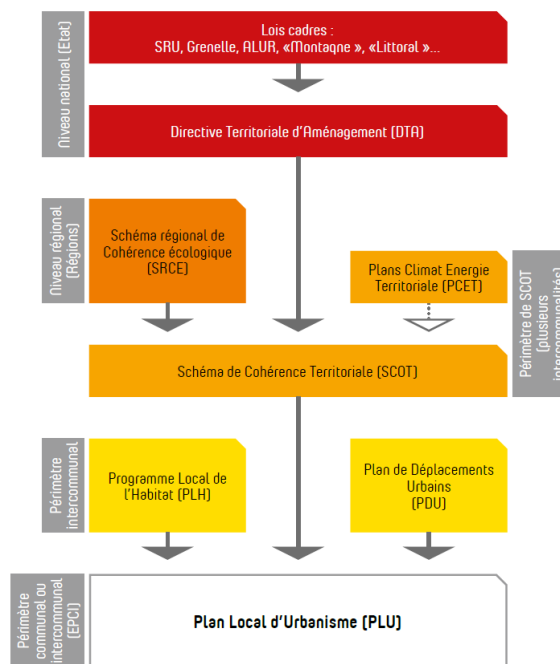 Niveau national (Etat)
Lois cadres :
SRU, Grenelle, ALUR, «Montagne », «Littoral »...
Directive Territoriale d'Aménagement (DTA)
Niveau régional
(Régions)
Schéma régional de
Cohérence écologique
(SRCE)
Plans Climat Energie
Territoriale (PCET)
Périmètre de SCOT
(plusieurs
intercommunalités)
Schéma de Cohérence Territoriale (SCOT)
Périmètre
intercommunal
Programme Local de
l'Habitat (PLH)
Plan de Déplacements
Urbains
(PDU)
Périmètre
communal ou
intercommunal
(EPCI)
Plan Local d'Urbanisme (PLU)